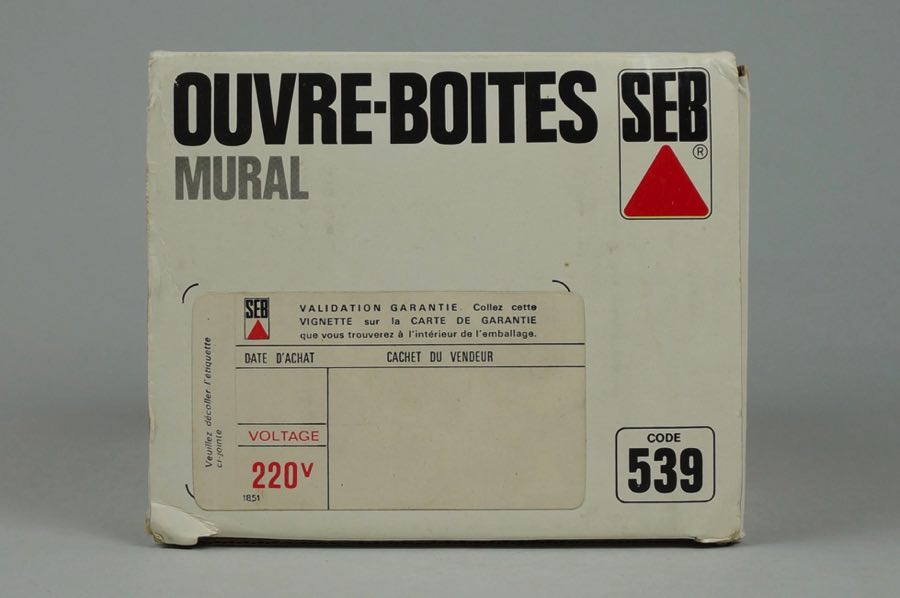 OUVRE-BOITES
MURAL
SEB
®
SEB
VALIDATION GARANTIE. Collez cette
VIGNETTE sur la CARTE DE GARANTIE
que vous trouverez à l'intérieur de l'emballage.
DATE D'ACHAT
CACHET DU VENDEUR
Veuillez décoller l'étiquette
ci-jointe
VOLTAGE
220V
1851
CODE
539